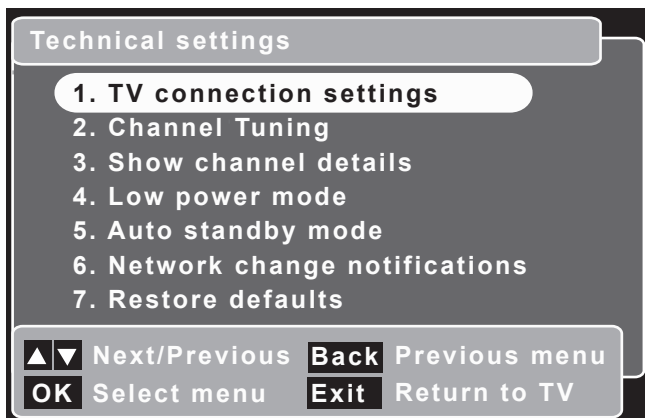 Technical settings
1. TV connection settings
2. Channel Tuning
3. Show channel details
4. Low power mode
5. Auto standby mode
6. Network change notifications
7. Restore defaults
▲▼ Next/Previous Back Previous menu
OK Select menu Exit Return to TV